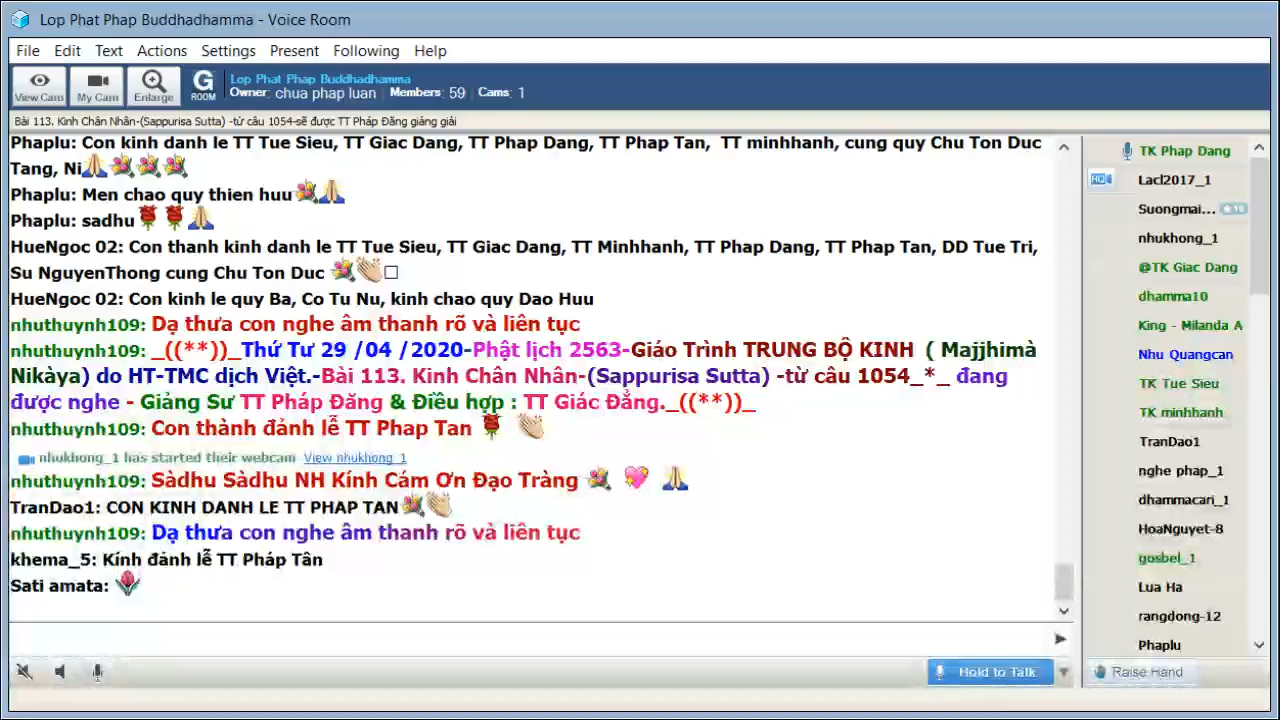 Lop Phat Phap Buddhadhamma - Voice Room
File Edit Text Actions Settings Present Following Help
View Cam My Cam Enlarge G ROOM
Lop Phat Phap Buddhadhamma
Owner: chua phap luan Members: 59 Cams: 1
Bài 113. Kinh Chân Nhân-(Sappurisa Sutta) -từ câu 1054-sẽ được TT Pháp Đăng giảng giải
Phaplu: Con kinh danh le TT Tue Sieu, TT Giac Dang, TT Phap Dang, TT Phap Tan, TT minhhanh, cung quy Chu Ton Duc
Tang, Ni
Phaplu: Men chao quy thien huu
Phaplu: sadhu
HueNgoc 02: Con thanh kinh danh le TT Tue Sieu, TT Giac Dang, TT Minhhanh, TT Phap Dang, TT Phap Tan, DD Tue Tri,
Su NguyenThong cung Chu Ton Duc
HueNgoc 02: Con kinh le quy Ba, Co Tu Nu, kinh chao quy Dao Huu
nhuthuynh109: Dạ thưa con nghe âm thanh rõ và liên tục
nhuthuynh109: _((**))_Thứ Tư 29 /04 /2020-Phật lịch 2563-Giáo Trình TRUNG BỘ KINH ( Majjhimà
Nikàya) do HT-TMC dịch Việt.-Bài 113. Kinh Chân Nhân-(Sappurisa Sutta) -từ câu 1054_*_ đang
được nghe - Giảng Sư TT Pháp Đăng & Điều hợp : TT Giác Đẳng._((**))_
nhuthuynh109: Con thành đảnh lễ TT Phap Tan
nhukhong_1 has started their webcam View nhukhong_1
nhuthuynh109: Sàdhu Sàdhu NH Kính Cám Ơn Đạo Tràng
TranDao1: CON KINH DANH LE TT PHAP TAN
nhuthuynh109: Dạ thưa con nghe âm thanh rõ và liên tục
khema_5: Kính đảnh lễ TT Pháp Tân
Sati amata:
Hold to Talk
TK Phap Dang
HQ Lacl2017_1
Suongmai...
nhukhong_1
@TK Giac Dang
dhamma10
King - Milanda A
Nhu Quangcan
TK Tue Sieu
TK minhhanh
TranDao1
nghe phap_1
dhammacari_1
HoaNguyet-8
gosbel_1
Lua Ha
rangdong-12
Phaplu
Raise Hand